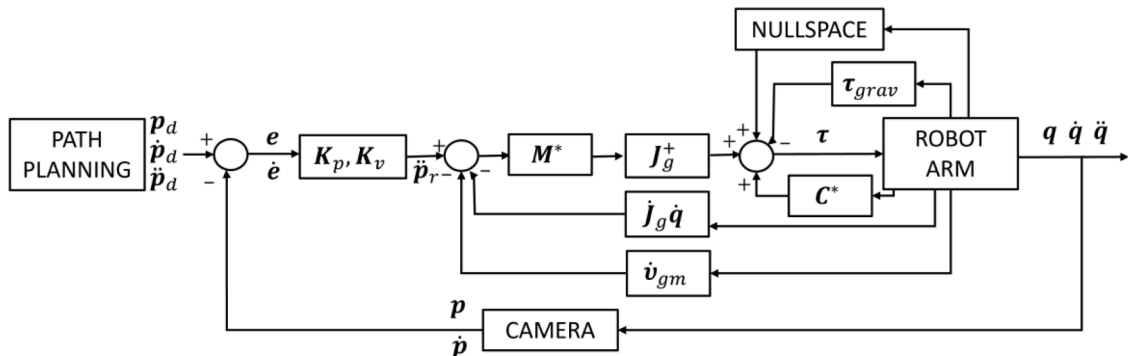 NULLSPACE
τ_grav
PATH
PLANNING
p_d
ṗ_d
p̈_d
+
−
e
ė
K_p, K_v
p̈_r
+
−
−
M*
J_g^+
+
+
−
+
τ
ROBOT
ARM
q q̇ q̈
C*
J̇_g q̇
υ̇_gm
p
ṗ
CAMERA